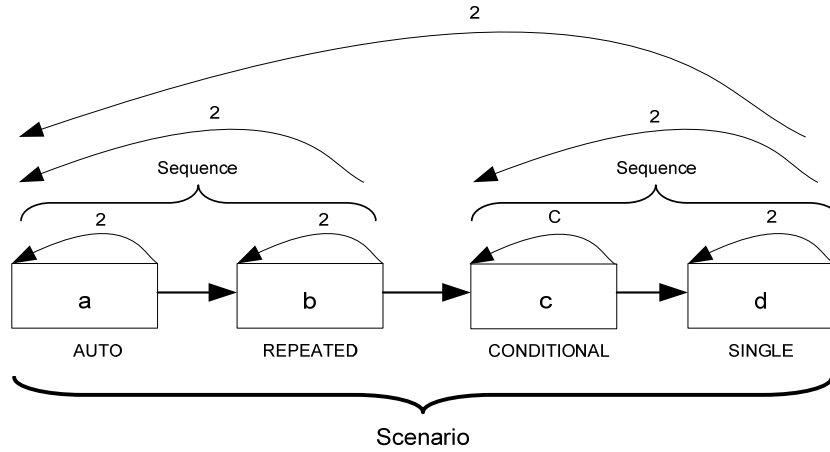 2
2
2
Sequence
Sequence
2
2
C
2
a
b
c
d
AUTO
REPEATED
CONDITIONAL
SINGLE
Scenario